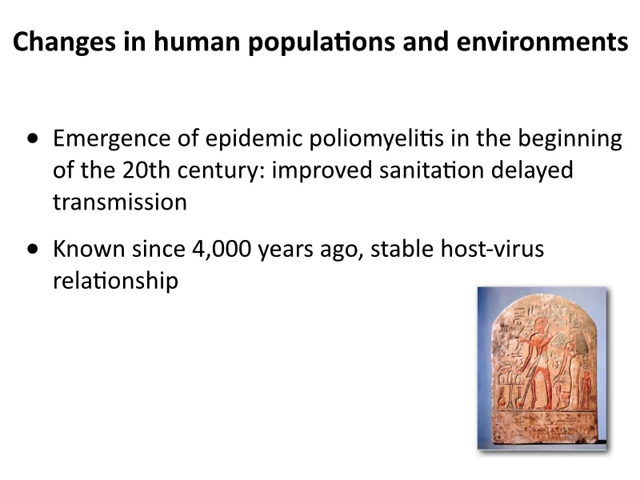 Changes in human populations and environments
• Emergence of epidemic poliomyelitis in the beginning
of the 20th century: improved sanitation delayed
transmission
• Known since 4,000 years ago, stable host-virus
relationship